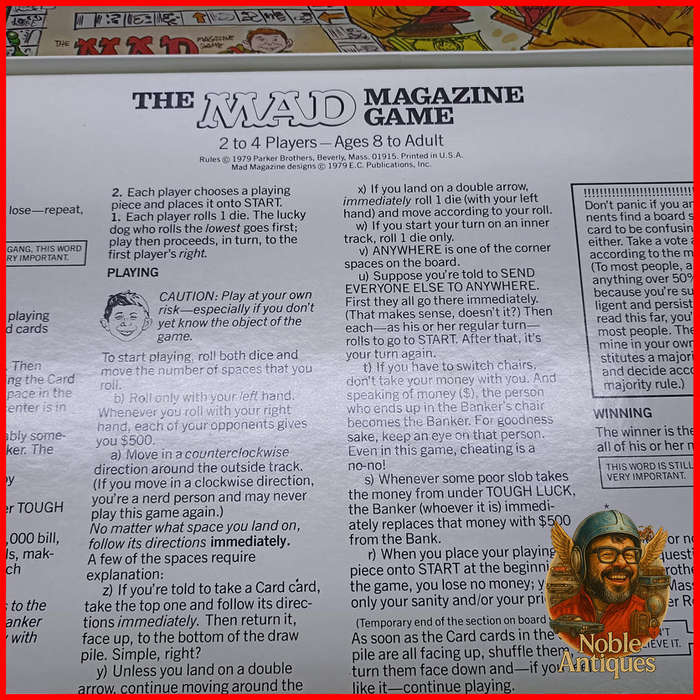 THE MAD MAGAZINE GAME
THE MAD MAGAZINE GAME
2 to 4 Players—Ages 8 to Adult
Rules © 1979 Parker Brothers, Beverly, Mass. 01915. Printed in U.S.A.
Mad Magazine designs © 1979 E.C. Publications, Inc.
lose—repeat,
GANG, THIS WORD
RY IMPORTANT.
playing
d cards
Then
ing the Card
pace in the
enter is in
bly some-
ker. The
y
er TOUGH
,000 bill,
ls, mak-
ch
s to the
anker
with
2. Each player chooses a playing
piece and places it onto START.
1. Each player rolls 1 die. The lucky
dog who rolls the lowest goes first;
play then proceeds, in turn, to the
first player's right.
PLAYING
CAUTION: Play at your own
risk—especially if you don't
yet know the object of the
game.
To start playing, roll both dice and
move the number of spaces that you
roll.
b) Roll only with your left hand.
Whenever you roll with your right
hand, each of your opponents gives
you $500.
a) Move in a counterclockwise
direction around the outside track.
(If you move in a clockwise direction,
you're a nerd person and may never
play this game again.)
No matter what space you land on,
follow its directions immediately.
A few of the spaces require
explanation:
z) If you're told to take a Card card,
take the top one and follow its direc-
tions immediately. Then return it,
face up, to the bottom of the draw
pile. Simple, right?
y) Unless you land on a double
arrow, continue moving around the
x) If you land on a double arrow,
immediately roll 1 die (with your left
hand) and move according to your roll.
w) If you start your turn on an inner
track, roll 1 die only.
v) ANYWHERE is one of the corner
spaces on the board.
u) Suppose you're told to SEND
EVERYONE ELSE TO ANYWHERE.
First they all go there immediately.
(That makes sense, doesn't it?) Then
each—as his or her regular turn—
rolls to go to START. After that, it's
your turn again.
t) If you have to switch chairs,
don't take your money with you. And
speaking of money ($), the person
who ends up in the Banker's chair
becomes the Banker. For goodness
sake, keep an eye on that person.
Even in this game, cheating is a
no-no!
s) Whenever some poor slob takes
the money from under TOUGH LUCK,
the Banker (whoever it is) immedi-
ately replaces that money with $500
from the Bank.
r) When you place your playing
piece onto START at the beginni
the game, you lose no money; y
only your sanity and/or your pri
(Temporary end of the section on board
As soon as the Card cards in the
pile are all facing up, shuffle them,
turn them face down and—if you
like it—continue playing.
!!!!!!!!!!!!!!!!!!!!!!!!!!!!
Don't panic if you ar
nents find a board s
card to be confusin
either. Take a vote a
according to the m
(To most people, a
anything over 50%
because you're su
ligent and persist
read this far, you'
most people. The
mine in your own
stitutes a major
and decide acco
majority rule.)
WINNING
The winner is the
all of his or her m
THIS WORD IS STILL
VERY IMPORTANT.
*
or no
quest
rothe
Mas
er R
'T
IEVE IT.
Noble
Antiques